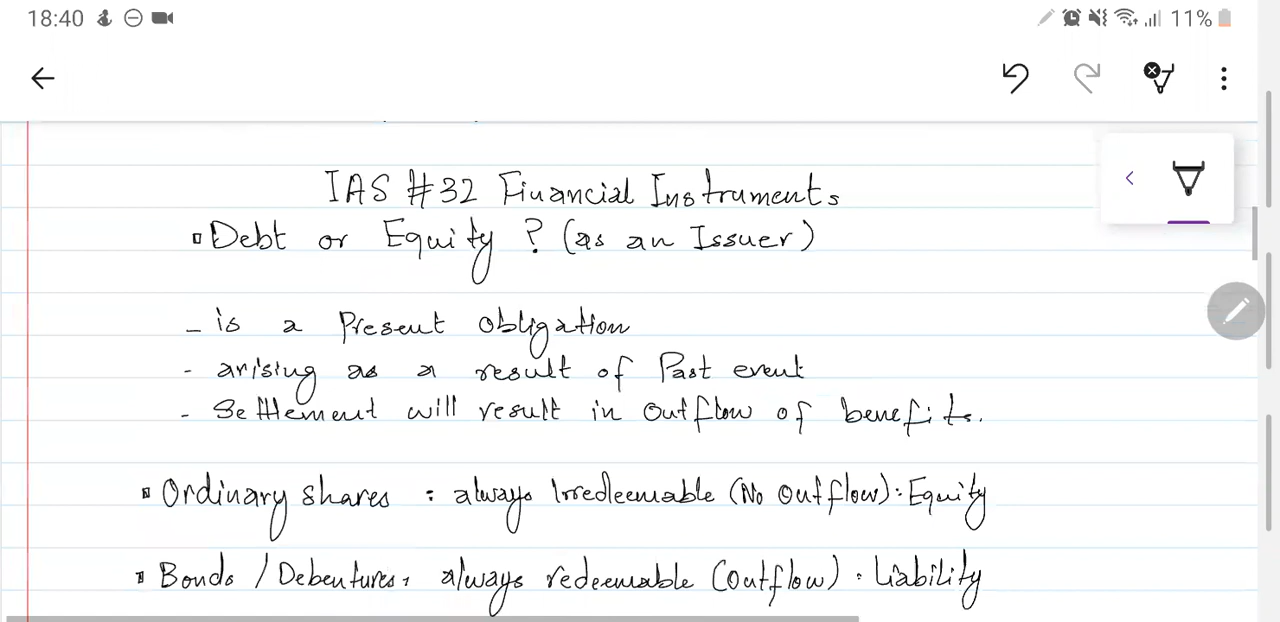 18:40 11%
IAS #32 Financial Instruments
Debt or Equity ? (as an Issuer)
- is a Present obligation
- arising as a result of Past event
- Settlement will result in outflow of benefits.
Ordinary shares : always Irredeemable (No outflow) : Equity
Bonds / Debentures : always redeemable (outflow) : Liability